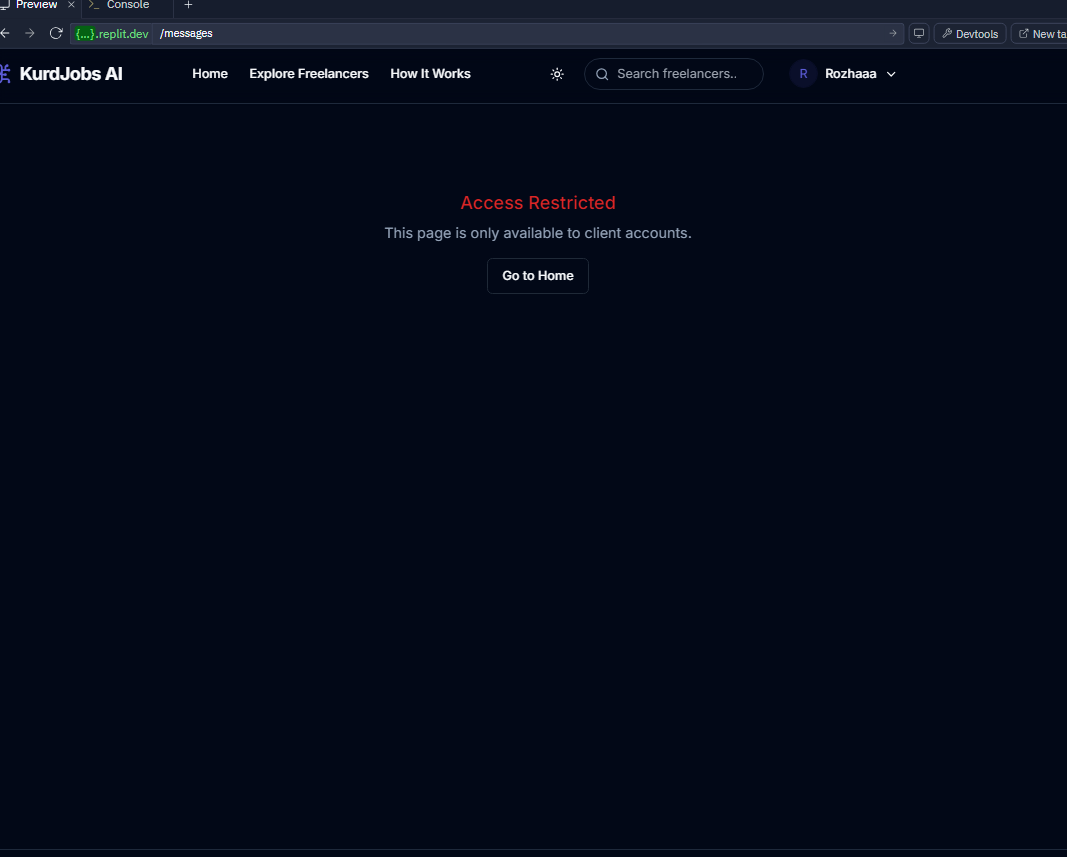 Preview × >_ Console +
{...}.replit.dev /messages Devtools New ta
KurdJobs AI Home Explore Freelancers How It Works Search freelancers.. R Rozhaaa
Access Restricted
This page is only available to client accounts.
Go to Home